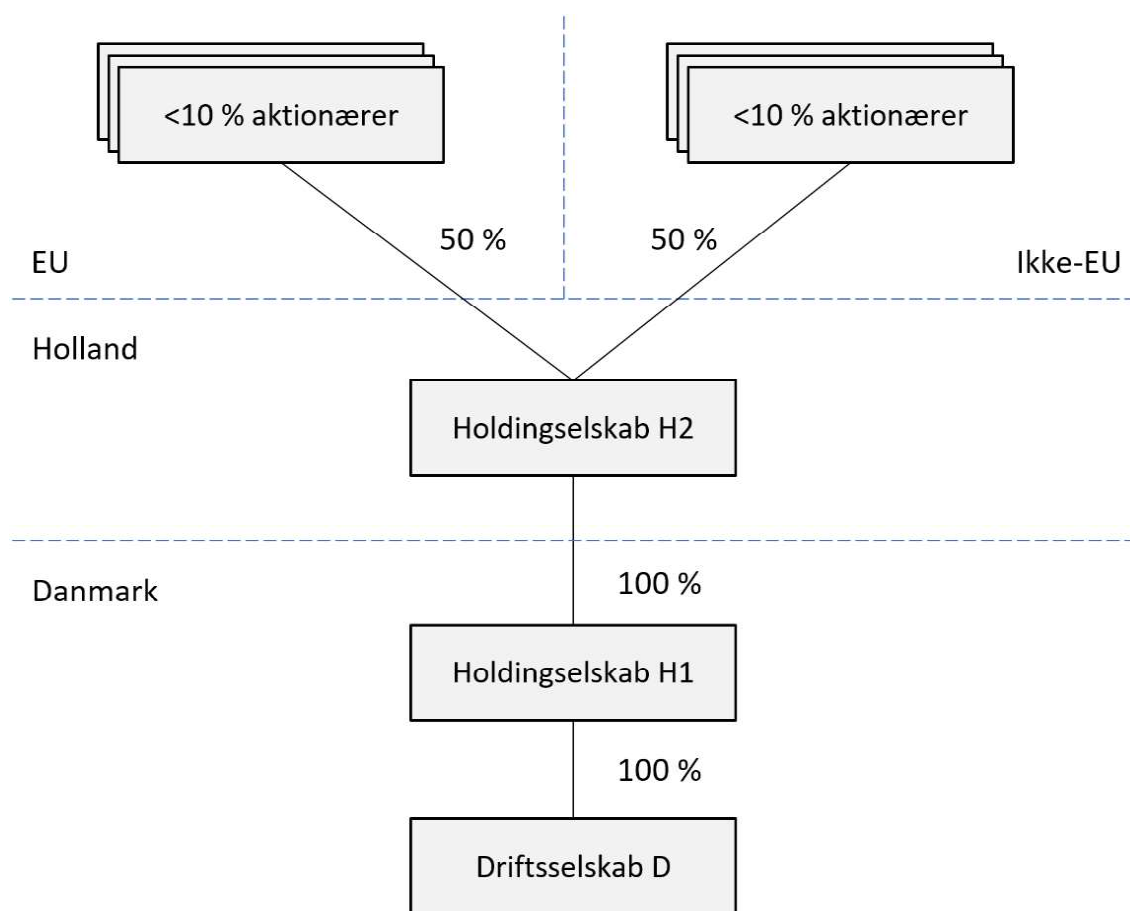 <10 % aktionærer
<10 % aktionærer
50 %
50 %
EU
Ikke-EU
Holland
Holdingselskab H2
Danmark
100 %
Holdingselskab H1
100 %
Driftsselskab D